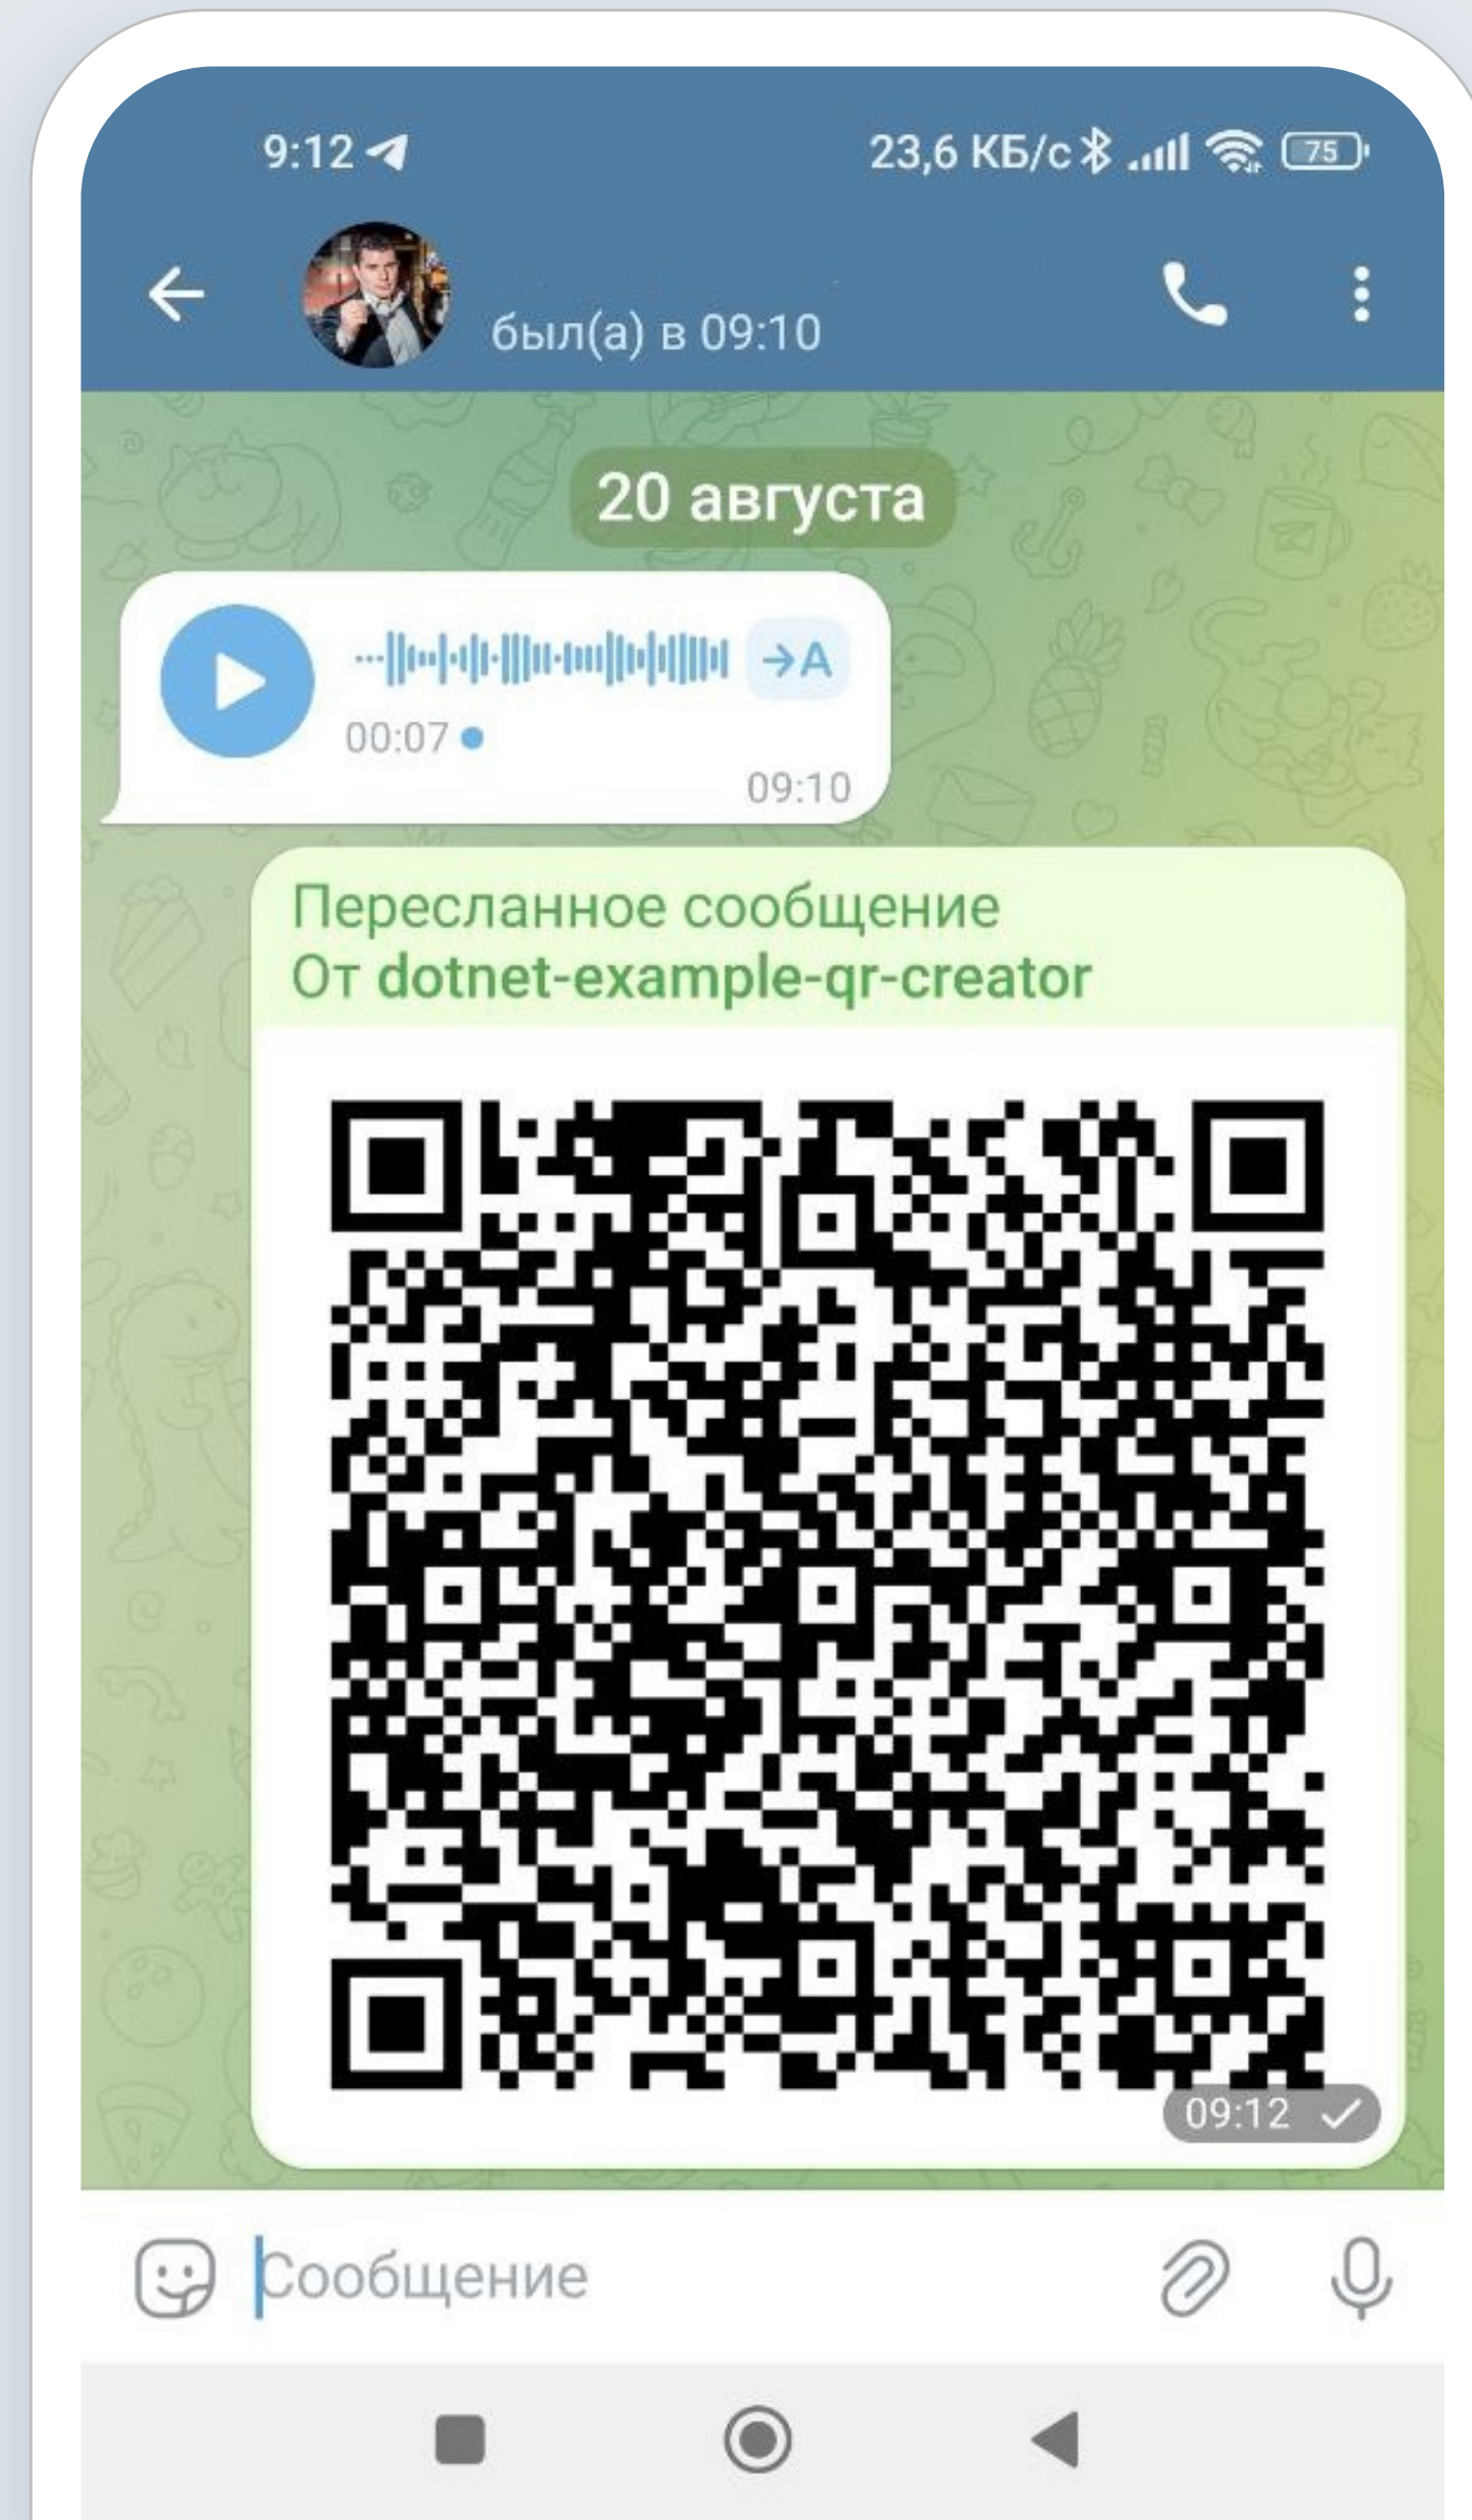 9:12 23,6 КБ/с 75
был(а) в 09:10
20 августа
→A
00:07
09:10
Пересланное сообщение
От dotnet-example-qr-creator
09:12
Сообщение